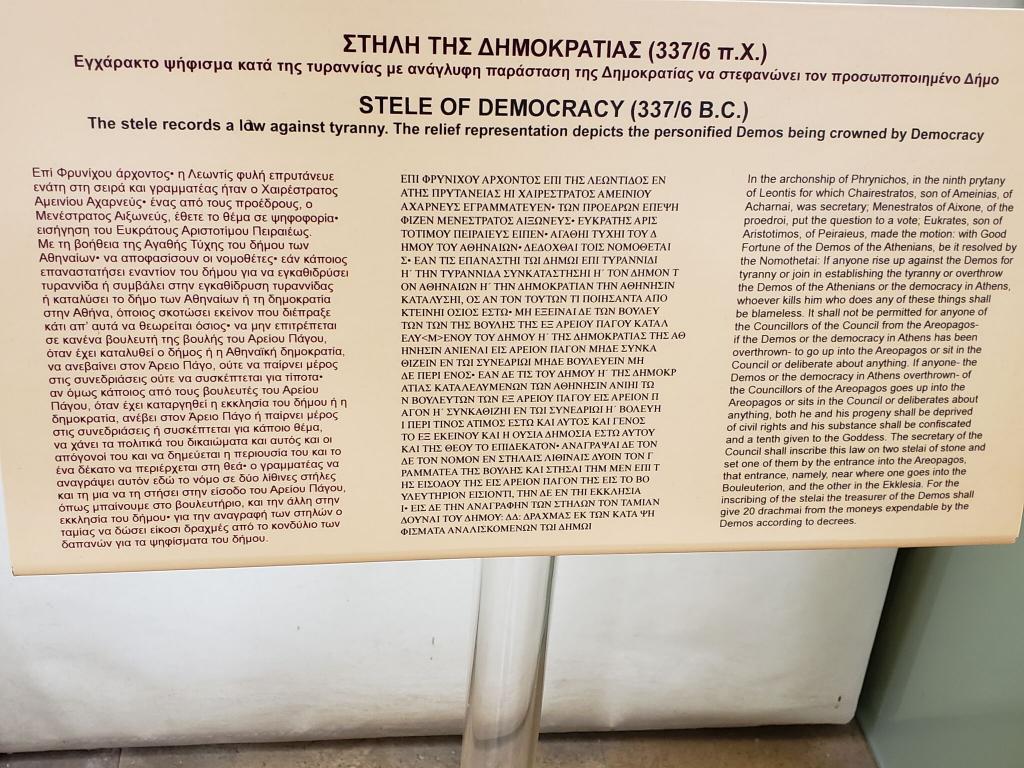 ΣΤΗΛΗ ΤΗΣ ΔΗΜΟΚΡΑΤΙΑΣ (337/6 π.Χ.)
Εγχάρακτο ψήφισμα κατά της τυραννίας με ανάγλυφη παράσταση της Δημοκρατίας να στεφανώνει τον προσωποποιημένο Δήμο
STELE OF DEMOCRACY (337/6 B.C.)
The stele records a law against tyranny. The relief representation depicts the personified Demos being crowned by Democracy
Επί Φρυνίχου άρχοντος• η Λεωντίς φυλή επρυτάνευε
ενάτη στη σειρά και γραμματέας ήταν ο Χαιρέστρατος
Αμεινίου Αχαρνεύς• ένας από τους προέδρους, ο
Μενέστρατος Αιξωνεύς, έθετε το θέμα σε ψηφοφορία•
εισήγηση του Ευκράτους Αριστοτίμου Πειραιέως.
Με τη βοήθεια της Αγαθής Τύχης του δήμου των
Αθηναίων• να αποφασίσουν οι νομοθέτες• εάν κάποιος
επαναστατήσει εναντίον του δήμου για να εγκαθιδρύσει
τυραννίδα ή συμβάλει στην εγκαθίδρυση τυραννίδας
ή καταλύσει το δήμο των Αθηναίων ή τη δημοκρατία
στην Αθήνα, όποιος σκοτώσει εκείνον που διέπραξε
κάτι απ' αυτά να θεωρείται όσιος• να μην επιτρέπεται
σε κανένα βουλευτή της βουλής του Αρείου Πάγου,
όταν έχει καταλυθεί ο δήμος ή η Αθηναϊκή δημοκρατία,
να ανεβαίνει στον Άρειο Πάγο, ούτε να παίρνει μέρος
στις συνεδριάσεις ούτε να συσκέπτεται για τίποτα•
αν όμως κάποιος από τους βουλευτές του Αρείου
Πάγου, όταν έχει καταργηθεί η εκκλησία του δήμου ή η
δημοκρατία, ανέβει στον Άρειο Πάγο ή παίρνει μέρος
στις συνεδριάσεις ή συσκέπτεται για κάποιο θέμα,
να χάνει τα πολιτικά του δικαιώματα και αυτός και οι
απόγονοί του και να δημεύεται η περιουσία του και το
ένα δέκατο να περιέρχεται στη θεά• ο γραμματέας να
αναγράψει αυτόν εδώ το νόμο σε δύο λίθινες στήλες
και τη μια να τη στήσει στην είσοδο του Αρείου Πάγου,
όπως μπαίνουμε στο βουλευτήριο, και την άλλη στην
εκκλησία του δήμου• για την αναγραφή των στηλών ο
ταμίας να δώσει είκοσι δραχμές από το κονδύλιο των
δαπανών για τα ψηφίσματα του δήμου.
ΕΠΙ ΦΡΥΝΙΧΟΥ ΑΡΧΟΝΤΟΣ ΕΠΙ ΤΗΣ ΛΕΩΝΤΙΔΟΣ ΕΝ
ΑΤΗΣ ΠΡΥΤΑΝΕΙΑΣ ΗΙ ΧΑΙΡΕΣΤΡΑΤΟΣ ΑΜΕΙΝΙΟΥ
ΑΧΑΡΝΕΥΣ ΕΓΡΑΜΜΑΤΕΥΕΝ• ΤΩΝ ΠΡΟΕΔΡΩΝ ΕΠΕΨΗ
ΦΙΖΕΝ ΜΕΝΕΣΤΡΑΤΟΣ ΑΙΞΩΝΕΥΣ• ΕΥΚΡΑΤΗΣ ΑΡΙΣ
ΤΟΤΙΜΟΥ ΠΕΙΡΑΙΕΥΣ ΕΙΠΕΝ• ΑΓΑΘΗΙ ΤΥΧΗΙ ΤΟΥ Δ
ΗΜΟΥ ΤΟΥ ΑΘΗΝΑΙΩΝ• ΔΕΔΟΧΘΑΙ ΤΟΙΣ ΝΟΜΟΘΕΤΑΙ
Σ• ΕΑΝ ΤΙΣ ΕΠΑΝΑΣΤΗΙ ΤΩΙ ΔΗΜΩΙ ΕΠΙ ΤΥΡΑΝΝΙΔΙ
Η΄ ΤΗΝ ΤΥΡΑΝΝΙΔΑ ΣΥΝΚΑΤΑΣΤΗΣΗΙ Η΄ ΤΟΝ ΔΗΜΟΝ Τ
ΟΝ ΑΘΗΝΑΙΩΝ Η΄ ΤΗΝ ΔΗΜΟΚΡΑΤΙΑΝ ΤΗΝ ΑΘΗΝΗΣΙΝ
ΚΑΤΑΛΥΣΗΙ, ΟΣ ΑΝ ΤΟΝ ΤΟΥΤΩΝ ΤΙ ΠΟΙΗΣΑΝΤΑ ΑΠΟ
ΚΤΕΙΝΗΙ ΟΣΙΟΣ ΕΣΤΩ• ΜΗ ΕΞΕΙΝΑΙ ΔΕ ΤΩΝ ΒΟΥΛΕΥ
ΤΩΝ ΤΩΝ ΤΗΣ ΒΟΥΛΗΣ ΤΗΣ ΕΞ ΑΡΕΙΟΥ ΠΑΓΟΥ ΚΑΤΑΛ
ΕΛΥ<Μ>ΕΝΟΥ ΤΟΥ ΔΗΜΟΥ Η΄ ΤΗΣ ΔΗΜΟΚΡΑΤΙΑΣ ΤΗΣ ΑΘ
ΗΝΗΣΙΝ ΑΝΙΕΝΑΙ ΕΙΣ ΑΡΕΙΟΝ ΠΑΓΟΝ ΜΗΔΕ ΣΥΝΚΑ
ΘΙΖΕΙΝ ΕΝ ΤΩΙ ΣΥΝΕΔΡΙΩΙ ΜΗΔΕ ΒΟΥΛΕΥΕΙΝ ΜΗ
ΔΕ ΠΕΡΙ ΕΝΟΣ• ΕΑΝ ΔΕ ΤΙΣ ΤΟΥ ΔΗΜΟΥ Η΄ ΤΗΣ ΔΗΜΟΚΡ
ΑΤΙΑΣ ΚΑΤΑΛΕΛΥΜΕΝΩΝ ΤΩΝ ΑΘΗΝΗΣΙΝ ΑΝΙΗΙ ΤΩ
Ν ΒΟΥΛΕΥΤΩΝ ΤΩΝ ΕΞ ΑΡΕΙΟΥ ΠΑΓΟΥ ΕΙΣ ΑΡΕΙΟΝ Π
ΑΓΟΝ Η΄ ΣΥΝΚΑΘΙΖΗΙ ΕΝ ΤΩΙ ΣΥΝΕΔΡΙΩΙ Η΄ ΒΟΛΕΥΗ
Ι ΠΕΡΙ ΤΙΝΟΣ ΑΤΙΜΟΣ ΕΣΤΩ ΚΑΙ ΑΥΤΟΣ ΚΑΙ ΓΕΝΟΣ
ΤΟ ΕΞ ΕΚΕΙΝΟΥ ΚΑΙ Η ΟΥΣΙΑ ΔΗΜΟΣΙΑ ΕΣΤΩ ΑΥΤΟΥ
ΚΑΙ ΤΗΣ ΘΕΟΥ ΤΟ ΕΠΙΔΕΚΑΤΟΝ• ΑΝΑΓΡΑΨΑΙ ΔΕ ΤΟΝ
ΔΕ ΤΟΝ ΝΟΜΟΝ ΕΝ ΣΤΗΛΑΙΣ ΛΙΘΙΝΑΙΣ ΔΥΟΙΝ ΤΟΝ Γ
ΡΑΜΜΑΤΕΑ ΤΗΣ ΒΟΥΛΗΣ ΚΑΙ ΣΤΗΣΑΙ ΤΗΜ ΜΕΝ ΕΠΙ Τ
ΗΣ ΕΙΣΟΔΟΥ ΤΗΣ ΕΙΣ ΑΡΕΙΟΝ ΠΑΓΟΝ ΤΗΣ ΕΙΣ ΤΟ ΒΟ
ΥΛΕΥΤΗΡΙΟΝ ΕΙΣΙΟΝΤΙ, ΤΗΝ ΔΕ ΕΝ ΤΗΙ ΕΚΚΛΗΣΙΑ
Ι• ΕΙΣ ΔΕ ΤΗΝ ΑΝΑΓΡΑΦΗΝ ΤΩΝ ΣΤΗΛΩΝ ΤΟΝ ΤΑΜΙΑΝ
ΔΟΥΝΑΙ ΤΟΥ ΔΗΜΟΥ: ΔΔ: ΔΡΑΧΜΑΣ ΕΚ ΤΩΝ ΚΑΤΑ ΨΗ
ΦΙΣΜΑΤΑ ΑΝΑΛΙΣΚΟΜΕΝΩΝ ΤΩΙ ΔΗΜΩΙ
In the archonship of Phrynichos, in the ninth prytany
of Leontis for which Chairestratos, son of Ameinias, of
Acharnai, was secretary; Menestratos of Aixone, of the
proedroi, put the question to a vote; Eukrates, son of
Aristotimos, of Peiraieus, made the motion: with Good
Fortune of the Demos of the Athenians, be it resolved by
the Nomothetai: If anyone rise up against the Demos for
tyranny or join in establishing the tyranny or overthrow
the Demos of the Athenians or the democracy in Athens,
whoever kills him who does any of these things shall
be blameless. It shall not be permitted for anyone of
the Councillors of the Council from the Areopagos-
if the Demos or the democracy in Athens has been
overthrown- to go up into the Areopagos or sit in the
Council or deliberate about anything. If anyone- the
Demos or the democracy in Athens overthrown- of
the Councillors of the Areopagos goes up into the
Areopagos or sits in the Council or deliberates about
anything, both he and his progeny shall be deprived
of civil rights and his substance shall be confiscated
and a tenth given to the Goddess. The secretary of the
Council shall inscribe this law on two stelai of stone and
set one of them by the entrance into the Areopagos,
that entrance, namely, near where one goes into the
Bouleuterion, and the other in the Ekklesia. For the
inscribing of the stelai the treasurer of the Demos shall
give 20 drachmai from the moneys expendable by the
Demos according to decrees.